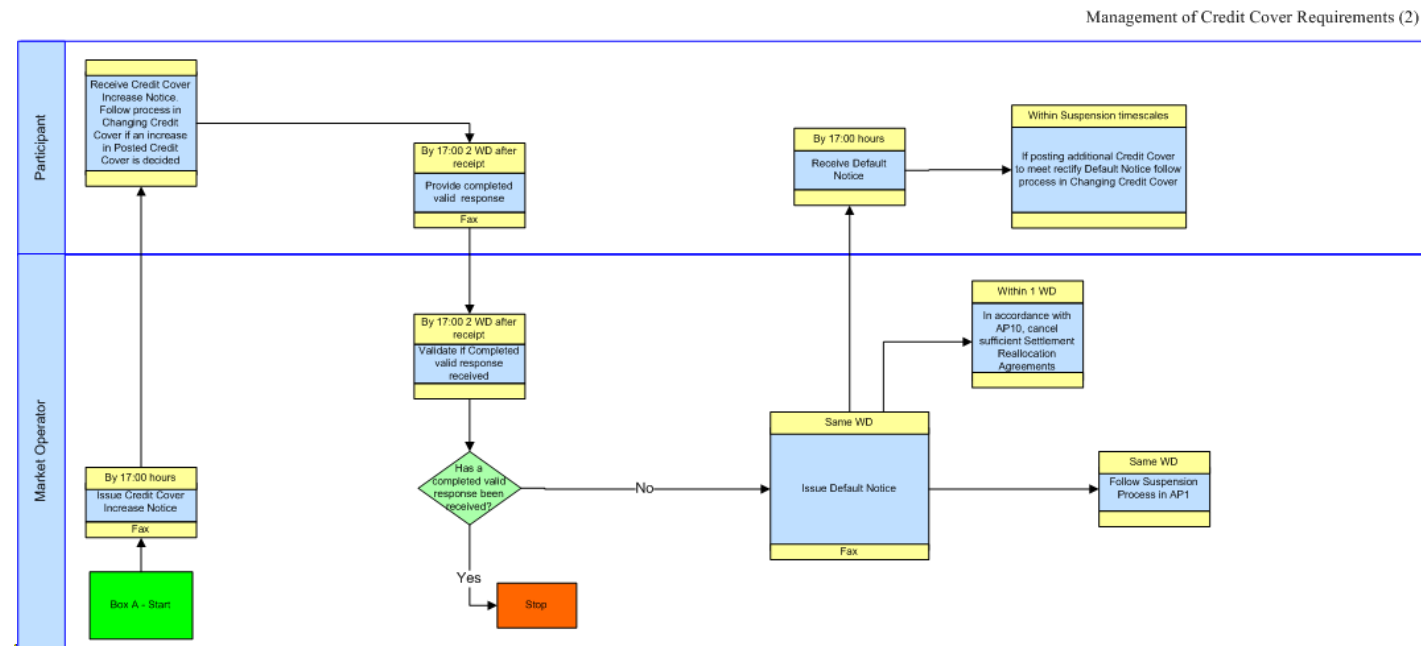 Management of Credit Cover Requirements (2)
Participant
Receive Credit Cover
Increase Notice.
Follow process in
Changing Credit
Cover if an increase
in Posted Credit
Cover is decided
By 17:00 2 WD after
receipt
Provide completed
valid response
Fax
By 17:00 hours
Receive Default
Notice
Within Suspension timescales
If posting additional Credit Cover
to meet rectify Default Notice follow
process in Changing Credit Cover
Market Operator
By 17:00 hours
Issue Credit Cover
Increase Notice
Fax
Box A - Start
By 17:00 2 WD after
receipt
Validate if Completed
valid response
received
Has a
completed valid
response been
received?
Yes
Stop
No
Same WD
Issue Default Notice
Fax
Within 1 WD
In accordance with
AP10, cancel
sufficient Settlement
Reallocation
Agreements
Same WD
Follow Suspension
Process in AP1